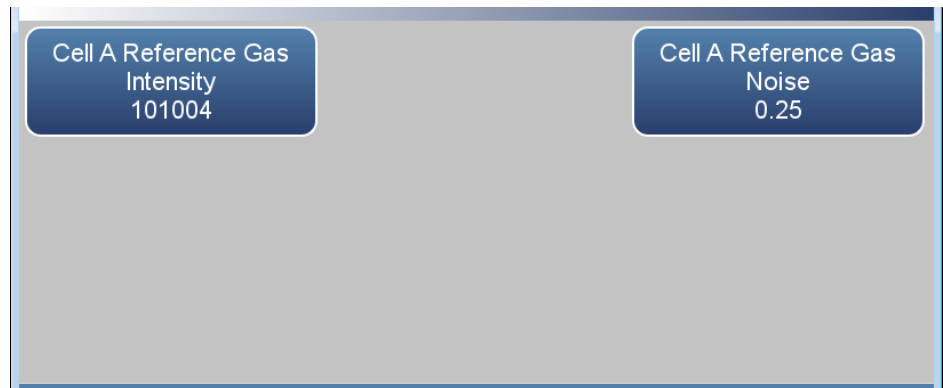 Cell A Reference Gas
Intensity
101004
Cell A Reference Gas
Noise
0.25